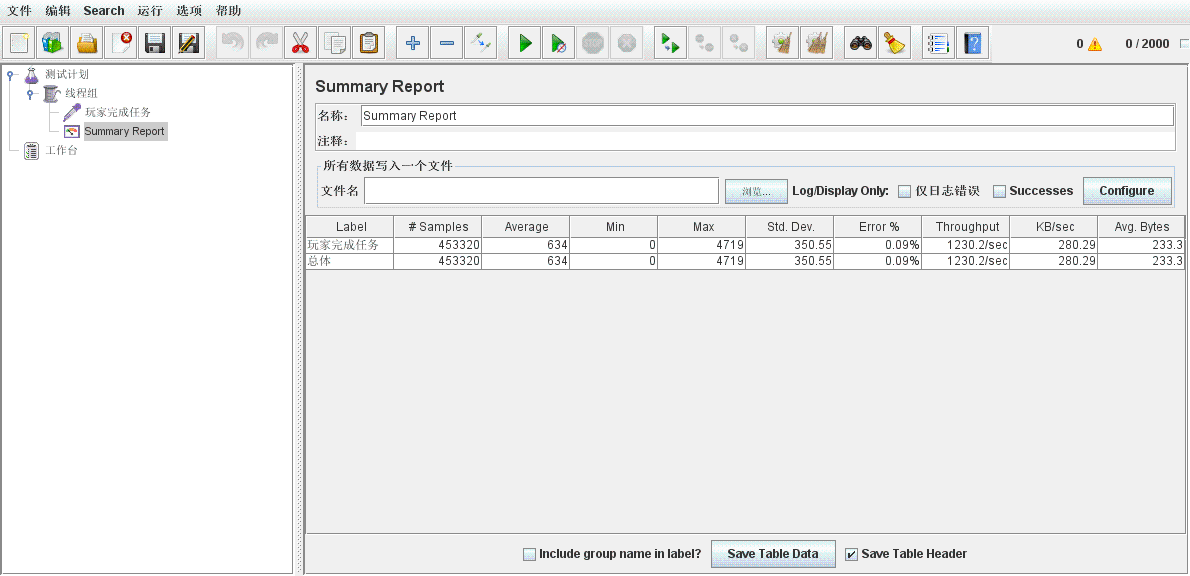 文件 编辑 Search 运行 选项 帮助
STOP 0 0 / 2000
测试计划
线程组
玩家完成任务
Summary Report
工作台
Summary Report
名称： Summary Report
注释：
所有数据写入一个文件
文件名 浏览... Log/Display Only: 仅日志错误 Successes Configure
Label # Samples Average Min Max Std. Dev. Error % Throughput KB/sec Avg. Bytes
玩家完成任务 453320 634 0 4719 350.55 0.09% 1230.2/sec 280.29 233.3
总体 453320 634 0 4719 350.55 0.09% 1230.2/sec 280.29 233.3
Include group name in label? Save Table Data Save Table Header